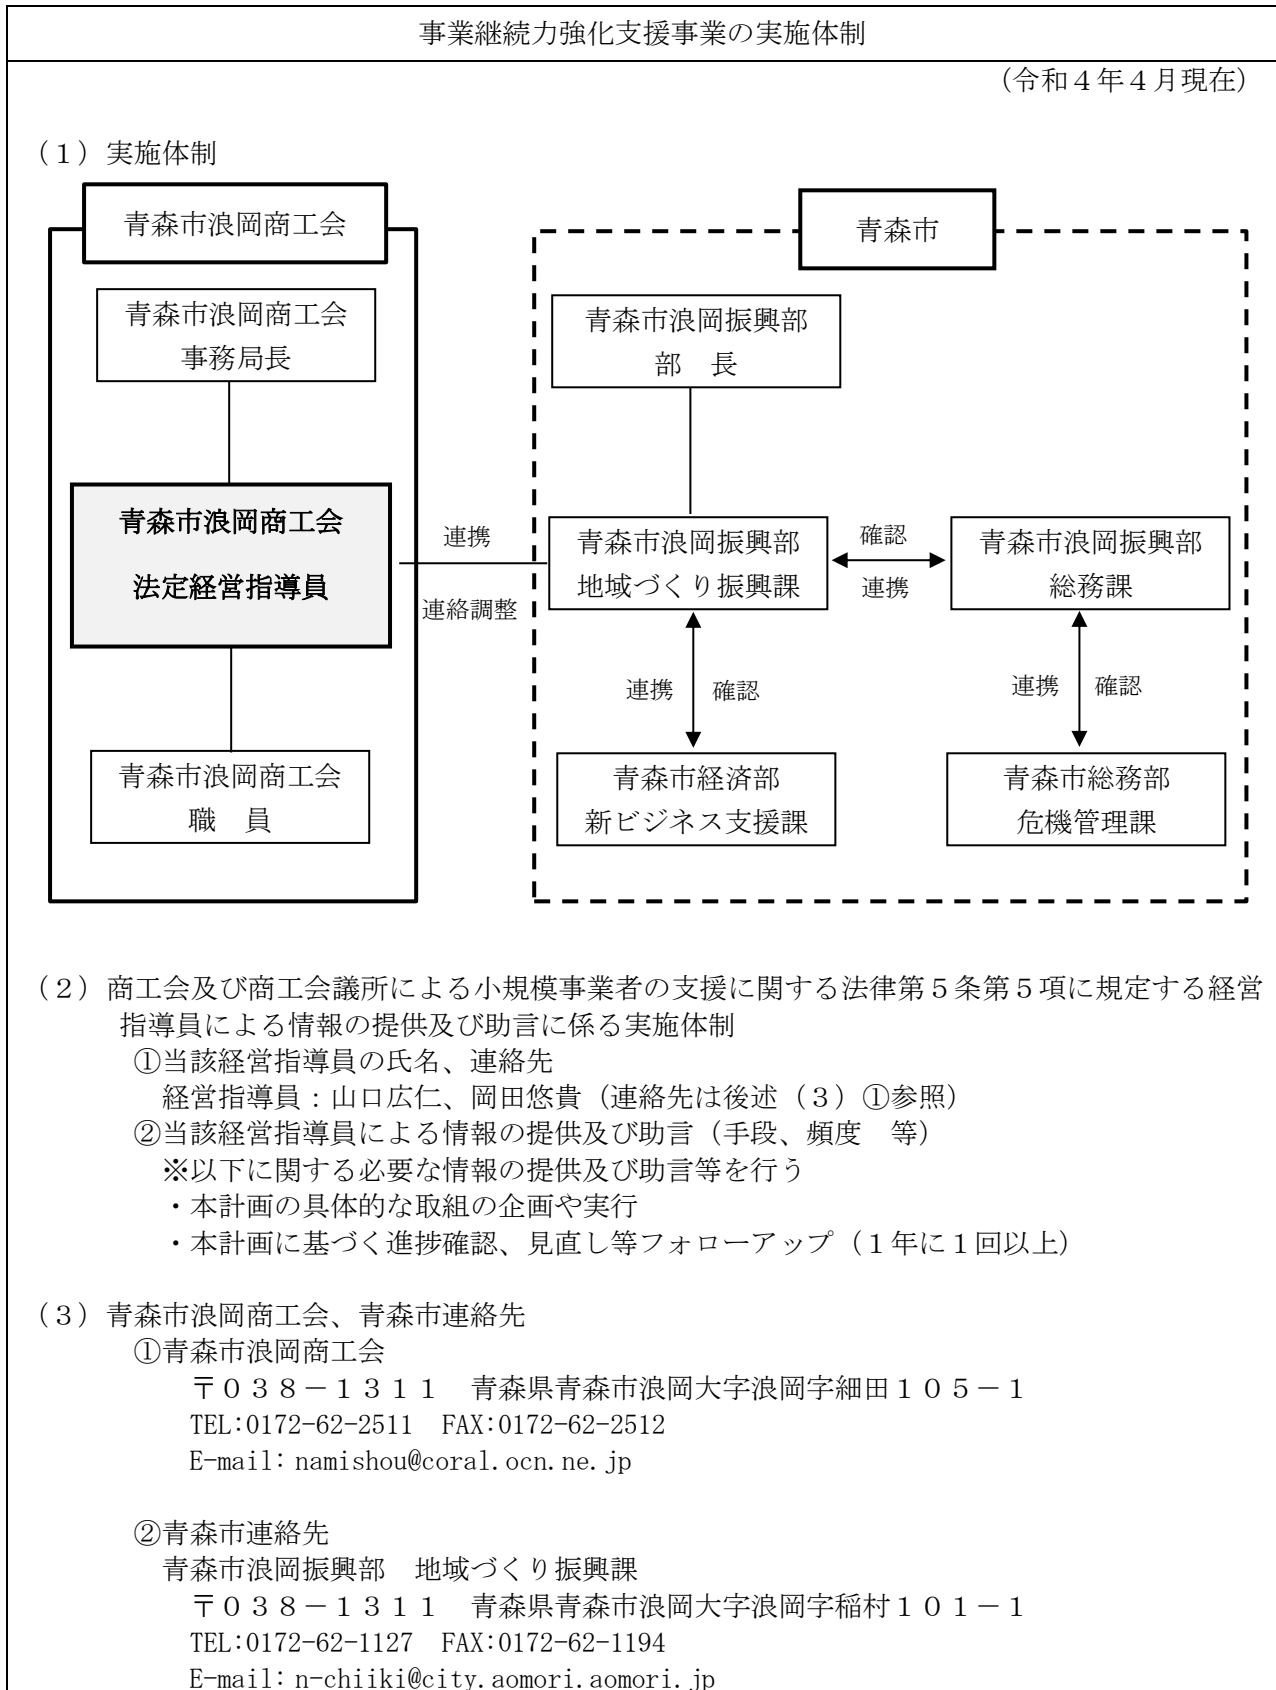 事業継続力強化支援事業の実施体制
（令和４年４月現在）
（１）実施体制
青森市浪岡商工会
青森市浪岡商工会
事務局長
青森市浪岡商工会
法定経営指導員
青森市浪岡商工会
職　員
連携
連絡調整
青森市
青森市浪岡振興部
部　長
青森市浪岡振興部
地域づくり振興課
確認
連携
青森市浪岡振興部
総務課
連携
確認
連携
確認
青森市経済部
新ビジネス支援課
青森市総務部
危機管理課
（２）商工会及び商工会議所による小規模事業者の支援に関する法律第５条第５項に規定する経営
指導員による情報の提供及び助言に係る実施体制
①当該経営指導員の氏名、連絡先
経営指導員：山口広仁、岡田悠貴（連絡先は後述（３）①参照）
②当該経営指導員による情報の提供及び助言（手段、頻度　等）
※以下に関する必要な情報の提供及び助言等を行う
・本計画の具体的な取組の企画や実行
・本計画に基づく進捗確認、見直し等フォローアップ（１年に１回以上）
（３）青森市浪岡商工会、青森市連絡先
①青森市浪岡商工会
〒０３８－１３１１　青森県青森市浪岡大字浪岡字細田１０５－１
TEL:0172-62-2511　FAX:0172-62-2512
E-mail: namishou@coral.ocn.ne.jp
②青森市連絡先
青森市浪岡振興部　地域づくり振興課
〒０３８－１３１１　青森県青森市浪岡大字浪岡字稲村１０１－１
TEL:0172-62-1127　FAX:0172-62-1194
E-mail: n-chiiki@city.aomori.aomori.jp